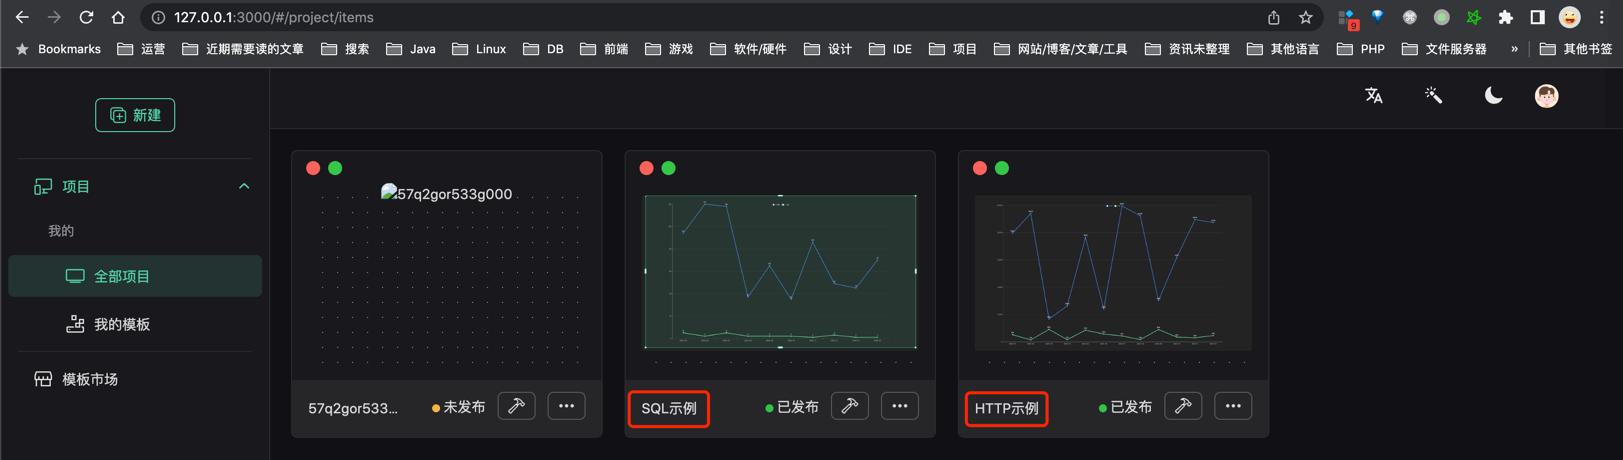 127.0.0.1:3000/#/project/items
9
Bookmarks 运营 近期需要读的文章 搜索 Java Linux DB 前端 游戏 软件/硬件 设计 IDE 项目 网站/博客/文章/工具 资讯未整理 其他语言 PHP 文件服务器 » 其他书签
新建
项目
我的
全部项目
我的模板
模板市场
57q2gor533g000
57q2gor533... 未发布
SQL示例 已发布
HTTP示例 已发布